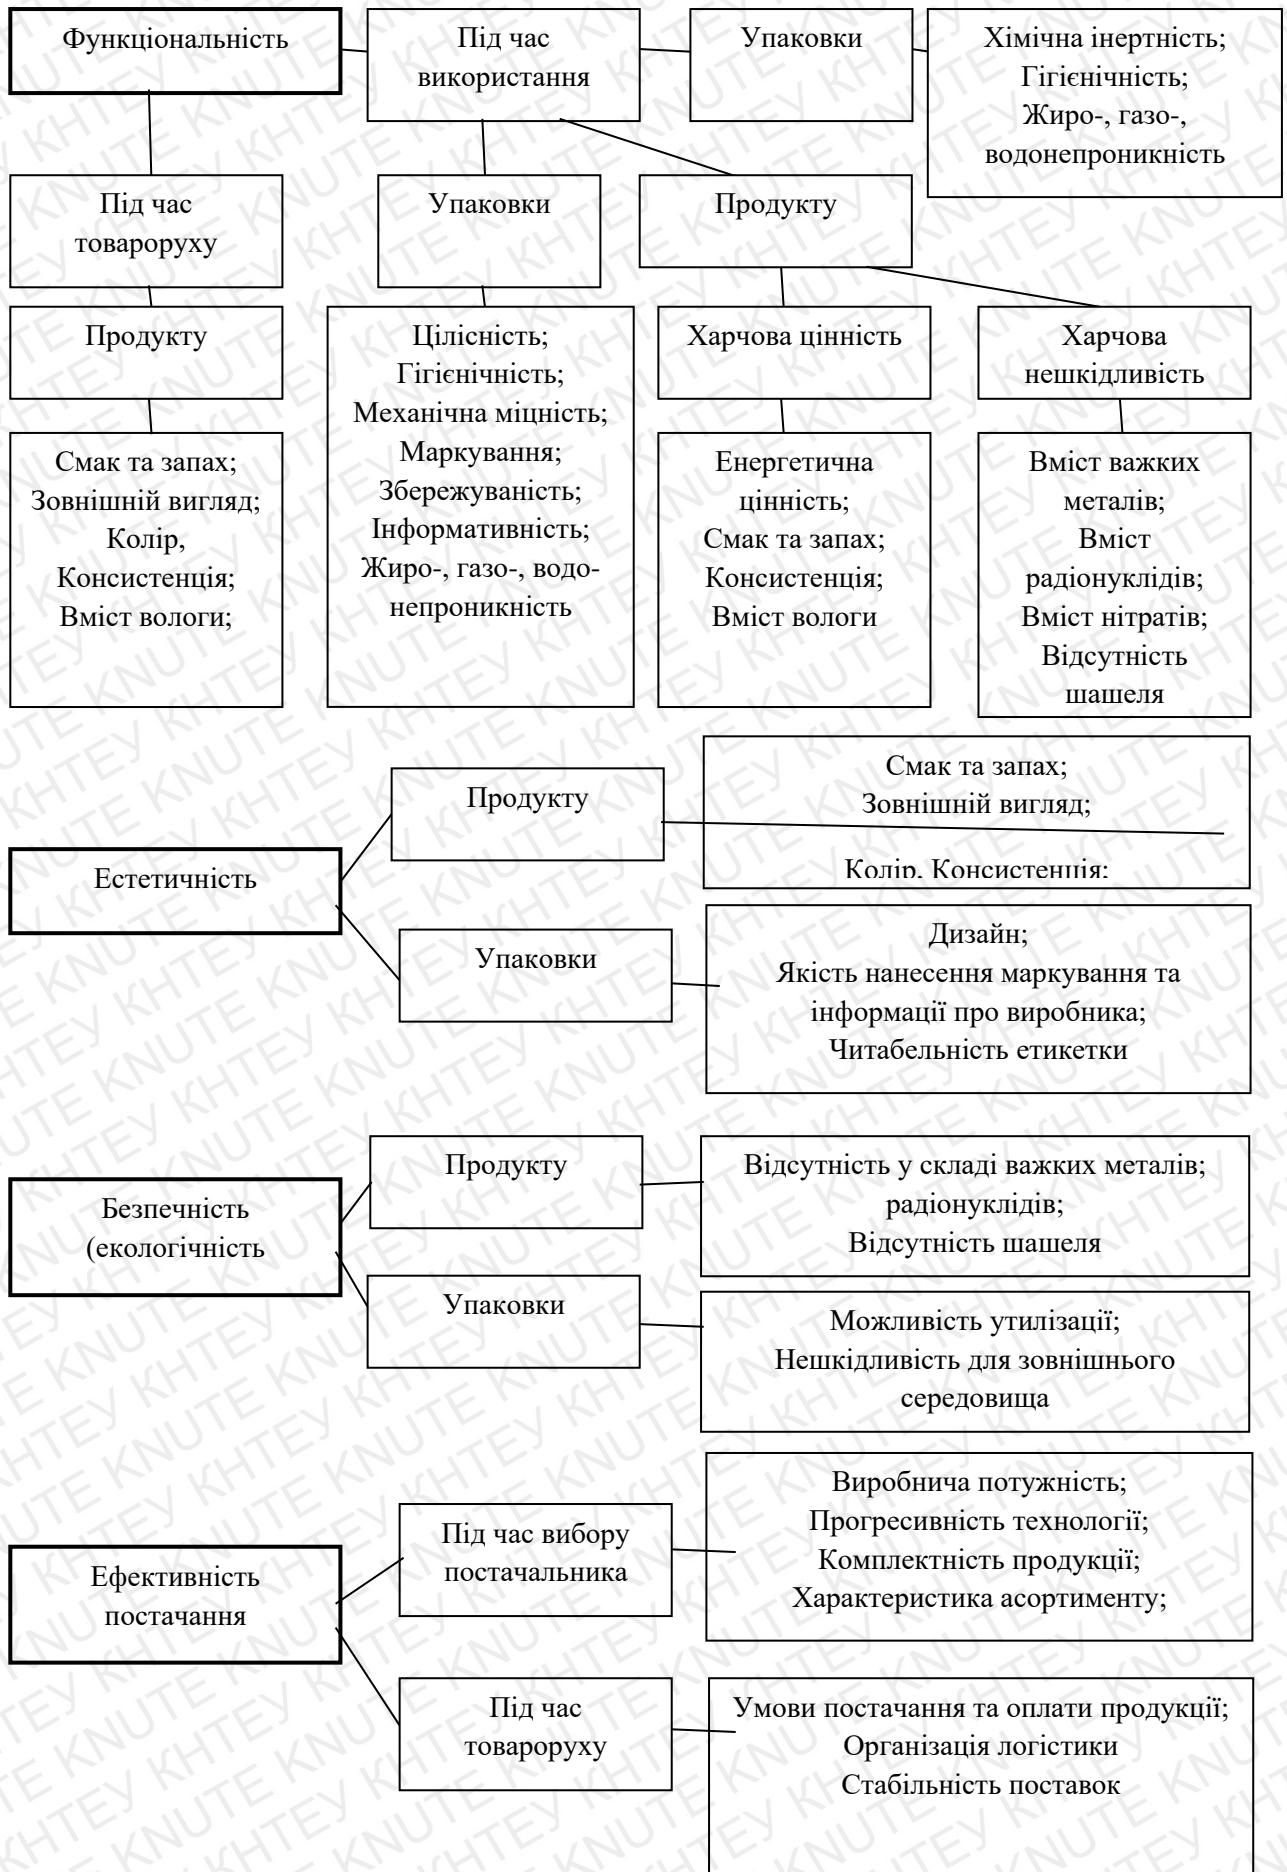 Функціональність
Під час
використання
Упаковки
Хімічна інертність;
Гігієнічність;
Жиро-, газо-,
водонепроникність
Під час
товароруху
Упаковки
Продукту
Продукту
Цілісність;
Гігієнічність;
Механічна міцність;
Маркування;
Збережуваність;
Інформативність;
Жиро-, газо-, водо-
непроникність
Харчова цінність
Харчова
нешкідливість
Смак та запах;
Зовнішній вигляд;
Колір,
Консистенція;
Вміст вологи;
Енергетична
цінність;
Смак та запах;
Консистенція;
Вміст вологи
Вміст важких
металів;
Вміст
радіонуклідів;
Вміст нітратів;
Відсутність
шашеля
Естетичність
Продукту
Смак та запах;
Зовнішній вигляд;
Колір, Консистенція;
Упаковки
Дизайн;
Якість нанесення маркування та
інформації про виробника;
Читабельність етикетки
Безпечність
(екологічність
Продукту
Відсутність у складі важких металів;
радіонуклідів;
Відсутність шашеля
Упаковки
Можливість утилізації;
Нешкідливість для зовнішнього
середовища
Ефективність
постачання
Під час вибору
постачальника
Виробнича потужність;
Прогресивність технології;
Комплектність продукції;
Характеристика асортименту;
Під час
товароруху
Умови постачання та оплати продукції;
Організація логістики
Стабільність поставок